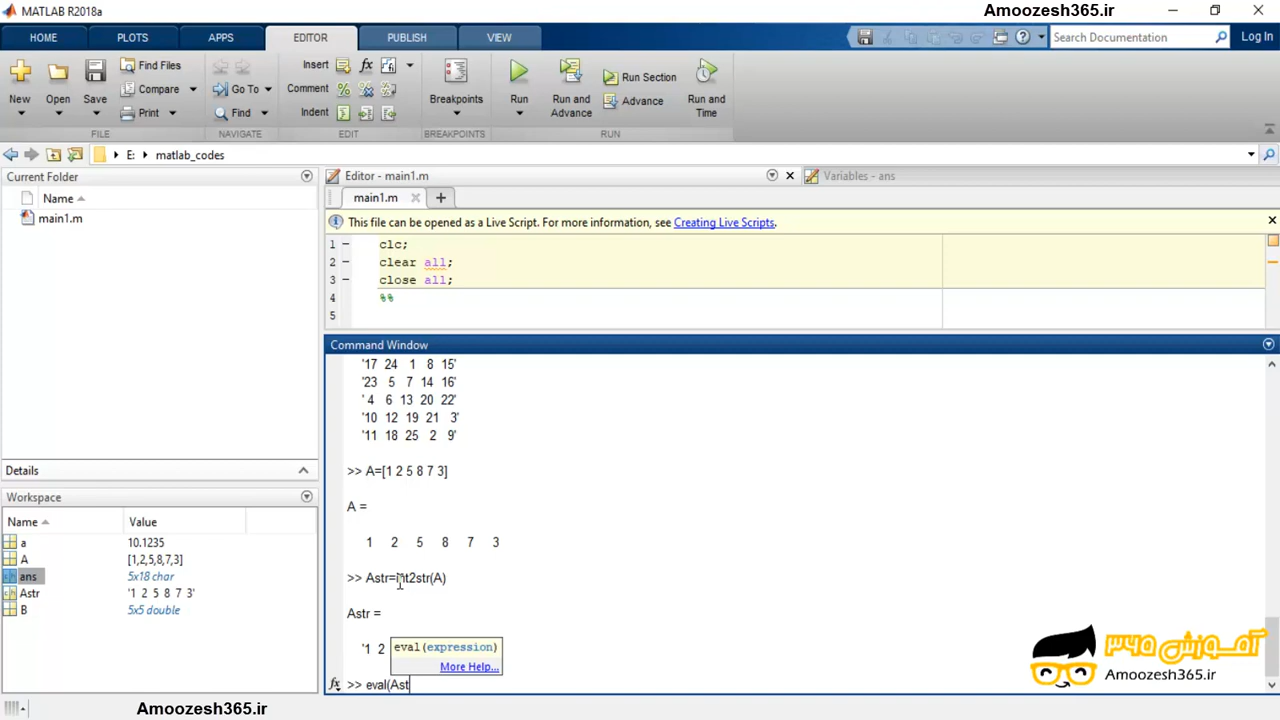 MATLAB R2018a
Amoozesh365.ir
HOME PLOTS APPS EDITOR PUBLISH VIEW
Search Documentation
Log In
New Open Save
Find Files
Compare
Print
Go To
Find
Insert
Comment
Indent
Breakpoints
Run
Run and Advance
Run Section
Advance
Run and Time
FILE NAVIGATE EDIT BREAKPOINTS RUN
E: matlab_codes
Current Folder
Name
main1.m
Details
Workspace
Name Value
a 10.1235
A [1,2,5,8,7,3]
ans 5x18 char
Astr '1 2 5 8 7 3'
B 5x5 double
Editor - main1.m
Variables - ans
main1.m
This file can be opened as a Live Script. For more information, see Creating Live Scripts.
1 clc;
2 clear all;
3 close all;
4 %%
5
Command Window
'17 24 1 8 15'
'23 5 7 14 16'
' 4 6 13 20 22'
'10 12 19 21 3'
'11 18 25 2 9'
>> A=[1 2 5 8 7 3]
A =
1 2 5 8 7 3
>> Astr=int2str(A)
Astr =
'1 2
eval(expression)
More Help...
fx >> eval(Ast
آموزش ۳۶۵
Amoozesh365.ir
Amoozesh365.ir